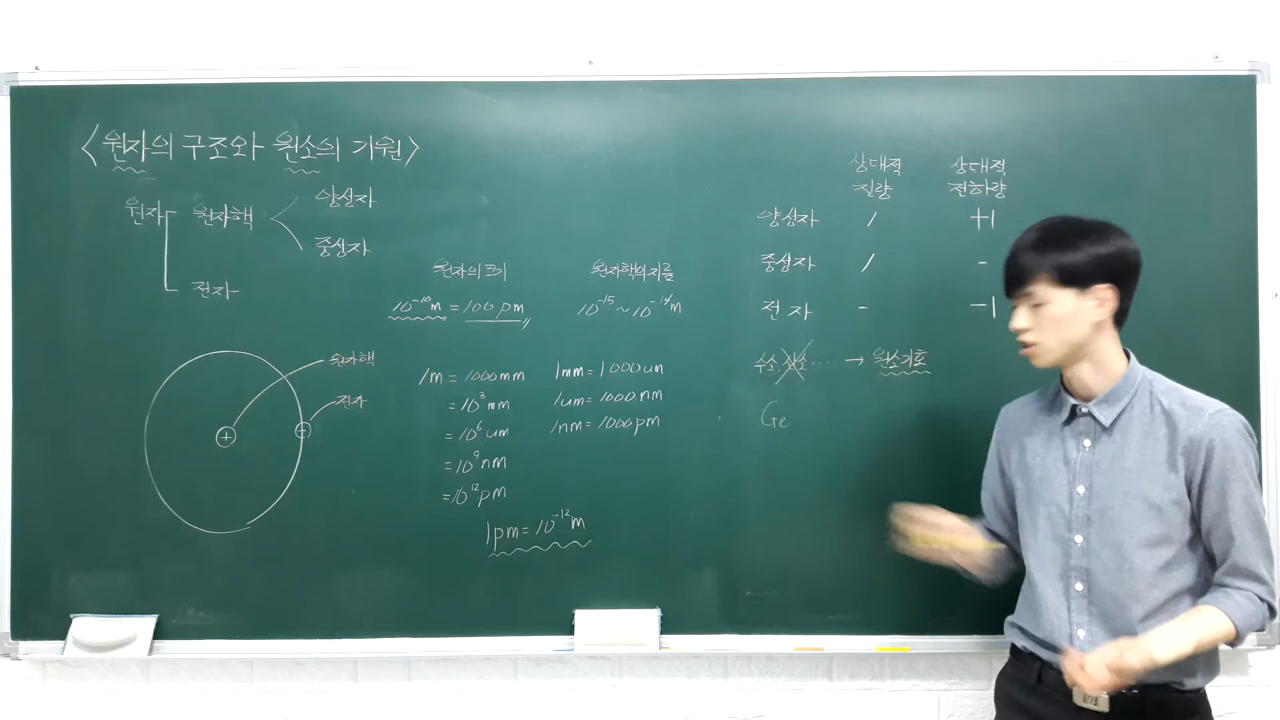 <원자의 구조와 원소의 기원>
원자 원자핵 양성자
중성자
전자
원자핵
전자
+
-
원자의 크기
10⁻¹⁰m = 100pm
원자핵의 지름
10⁻¹⁵~10⁻¹⁴m
1m = 1000mm
= 10³mm
= 10⁶um
= 10⁹nm
= 10¹²pm
1mm = 1000um
1um = 1000nm
1nm = 1000pm
1pm = 10⁻¹²m
상대적 상대적
질량 전하량
양성자 1 +1
중성자 1 -
전자 - -1
수소, 산소 ···· → 원소기호
Ge